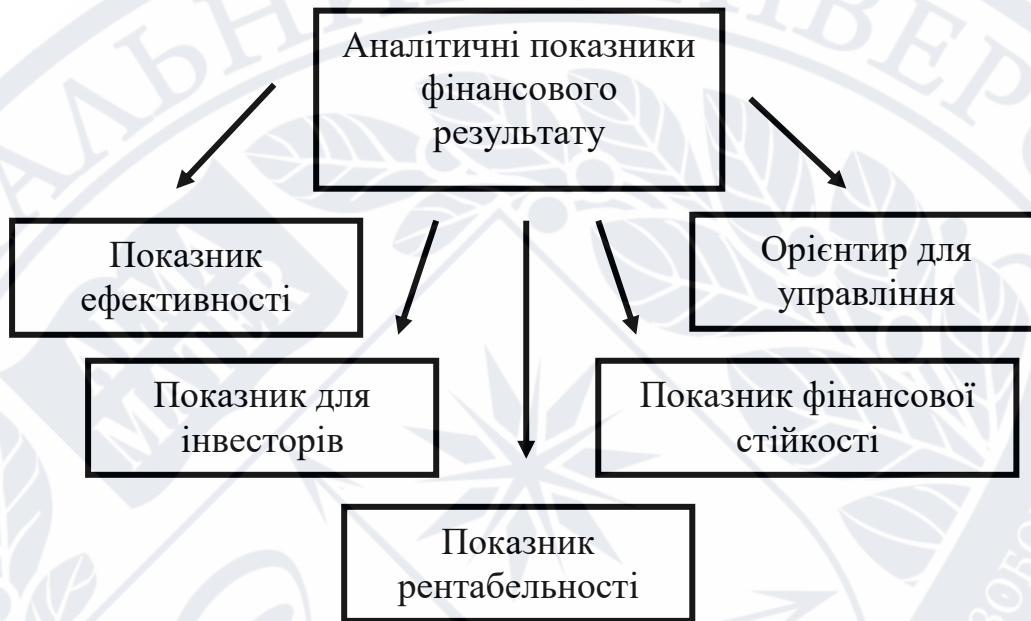 Аналітичні показники
фінансового
результату
Показник
ефективності
Орієнтир для
управління
Показник для
інвесторів
Показник фінансової
стійкості
Показник
рентабельності